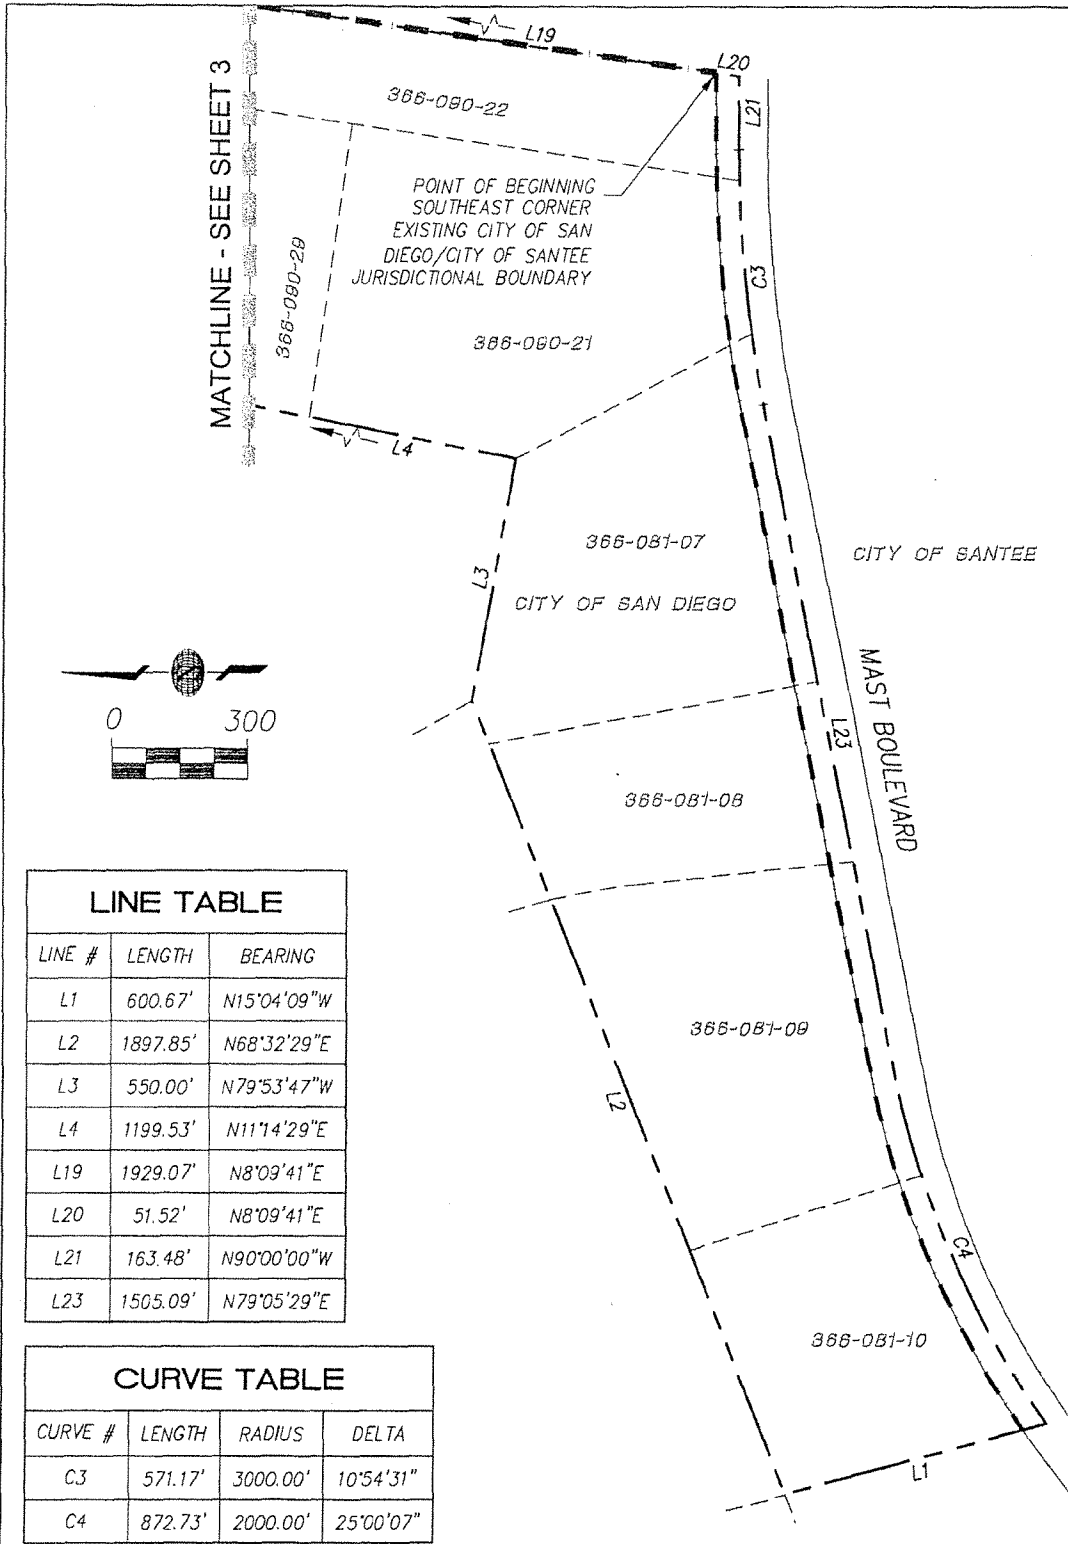 L19
L20
L21
366-090-22
MATCHLINE - SEE SHEET 3
POINT OF BEGINNING
SOUTHEAST CORNER
EXISTING CITY OF SAN
DIEGO/CITY OF SANTEE
JURISDICTIONAL BOUNDARY
366-090-29
C3
366-090-21
L4
366-081-07
CITY OF SANTEE
L3
CITY OF SAN DIEGO
MAST BOULEVARD
0 300
L23
366-081-08
LINE TABLE
LINE # LENGTH BEARING
L1 600.67' N15°04'09"W
L2 1897.85' N68°32'29"E
L3 550.00' N79°53'47"W
L4 1199.53' N11°14'29"E
L19 1929.07' N8°09'41"E
L20 51.52' N8°09'41"E
L21 163.48' N90°00'00"W
L23 1505.09' N79°05'29"E
366-081-09
L2
C4
366-081-10
L1
CURVE TABLE
CURVE # LENGTH RADIUS DELTA
C3 571.17' 3000.00' 10°54'31"
C4 872.73' 2000.00' 25°00'07"